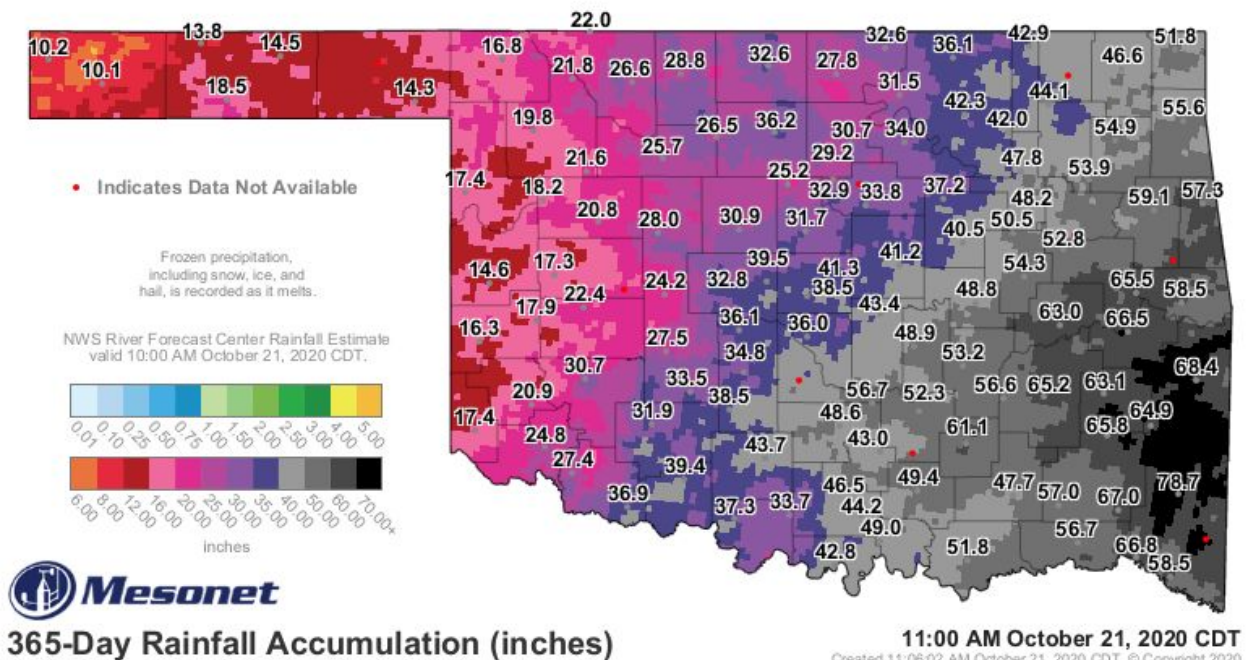 22.0
13.8 32.6 42.9 51.8
10.2 14.5 16.8 32.6 36.1 46.6
10.1 21.8 26.6 28.8 27.8
18.5 14.3 31.5 44.1
42.3 55.6
19.8 26.5 36.2 30.7 34.0 42.0 54.9
25.7 29.2
21.6 25.2 47.8 53.9
17.4 18.2 32.9 33.8 37.2 48.2 59.1 57.3
20.8 28.0 30.9 31.7 40.5 50.5
52.8
39.5 41.2
14.6 17.3 24.2 32.8 41.3 54.3 65.5
22.4 38.5 48.8 58.5
17.9 43.4
16.3 36.1 36.0 63.0 66.5
27.5 48.9
34.8 53.2
30.7 68.4
20.9 33.5 56.7 52.3 56.6 65.2 63.1
17.4 31.9 38.5 48.6 64.9
24.8 43.7 43.0 61.1 65.8
27.4 39.4
36.9 46.5 49.4 47.7 57.0 78.7
37.3 33.7 44.2 67.0
49.0 56.7
42.8 51.8 66.8
58.5
Indicates Data Not Available
Frozen precipitation,
including snow, ice, and
hail, is recorded as it melts.
NWS River Forecast Center Rainfall Estimate
valid 10:00 AM October 21, 2020 CDT.
0.01 0.10 0.25 0.50 0.75 1.00 1.50 2.00 2.50 3.00 4.00 5.00
6.00 8.00 12.00 16.00 20.00 25.00 30.00 35.00 40.00 50.00 60.00 70.00+
inches
Mesonet
365-Day Rainfall Accumulation (inches)
11:00 AM October 21, 2020 CDT
Created 11:06:02 AM October 21, 2020 CDT. © Copyright 2020